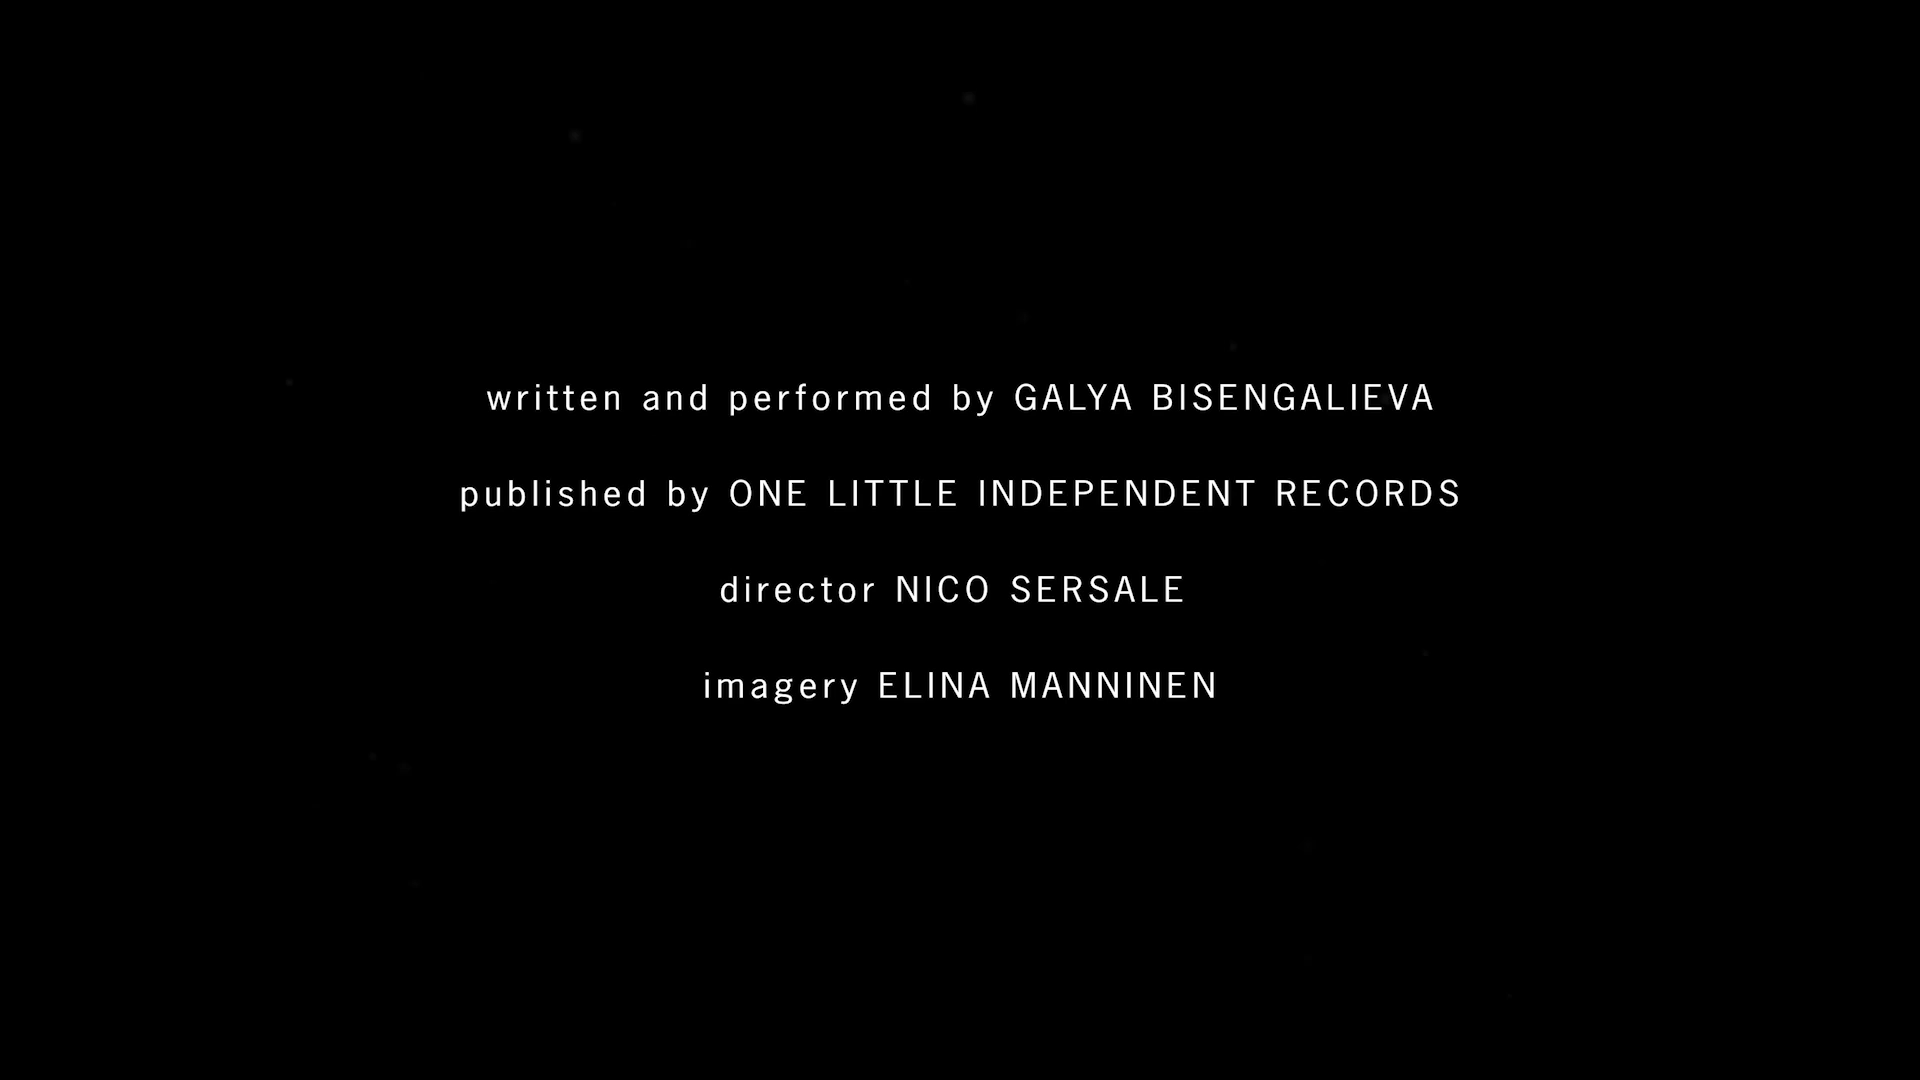 written and performed by GALYA BISENGALIEVA
published by ONE LITTLE INDEPENDENT RECORDS
director NICO SERSALE
imagery ELINA MANNINEN